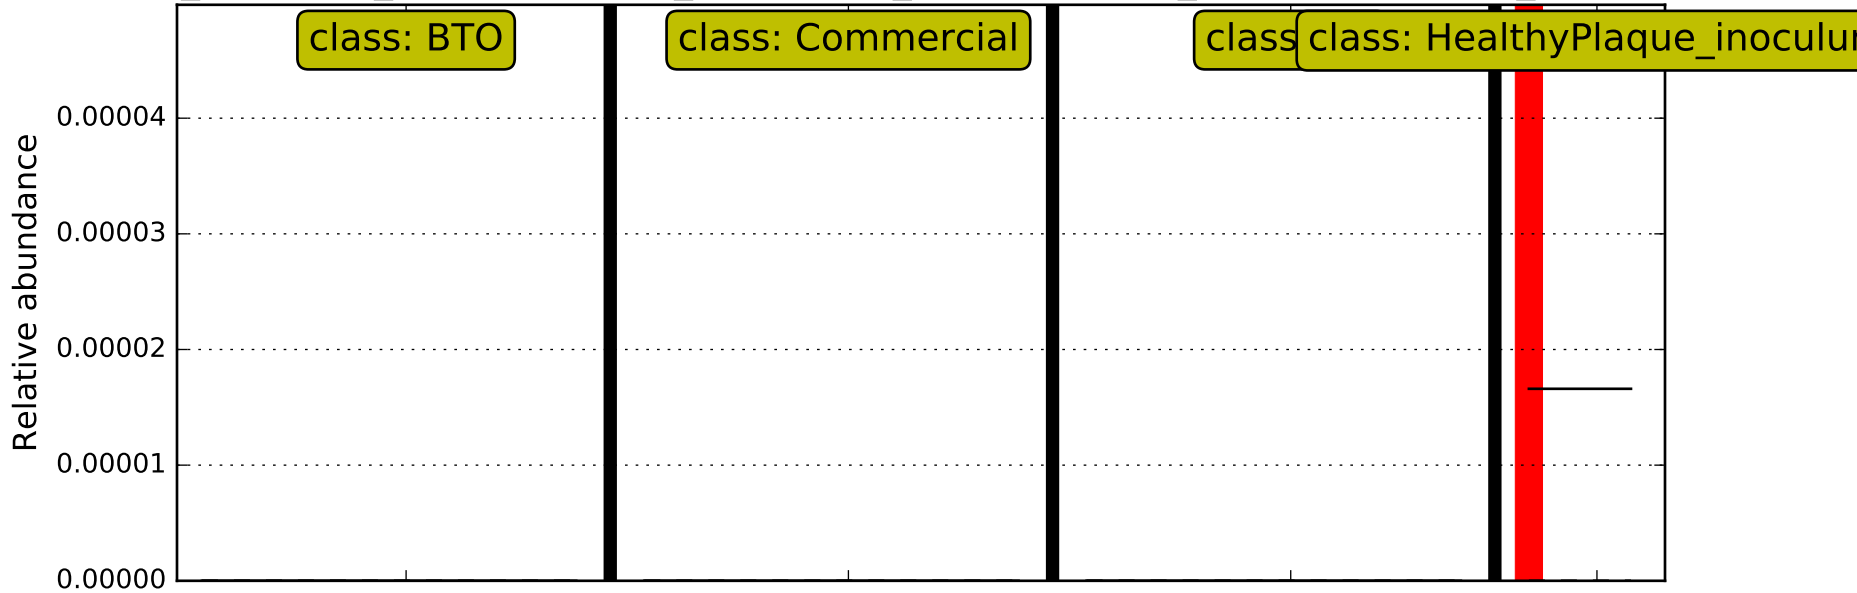 class: BTO
class: Commercial
class
class: HealthyPlaque_inoculu
0.00004
0.00003
0.00002
0.00001
0.00000
Relative abundance